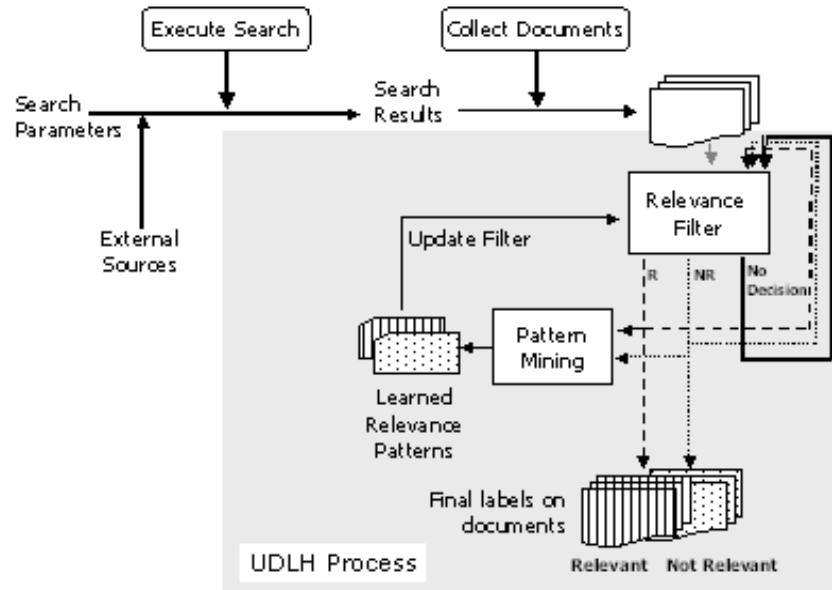 Execute Search
Collect Documents
Search
Parameters
Search
Results
External
Sources
Relevance
Filter
Update Filter
R
NR
No
Decision
Pattern
Mining
Learned
Relevance
Patterns
Final labels on
documents
UDLH Process
Relevant
Not Relevant